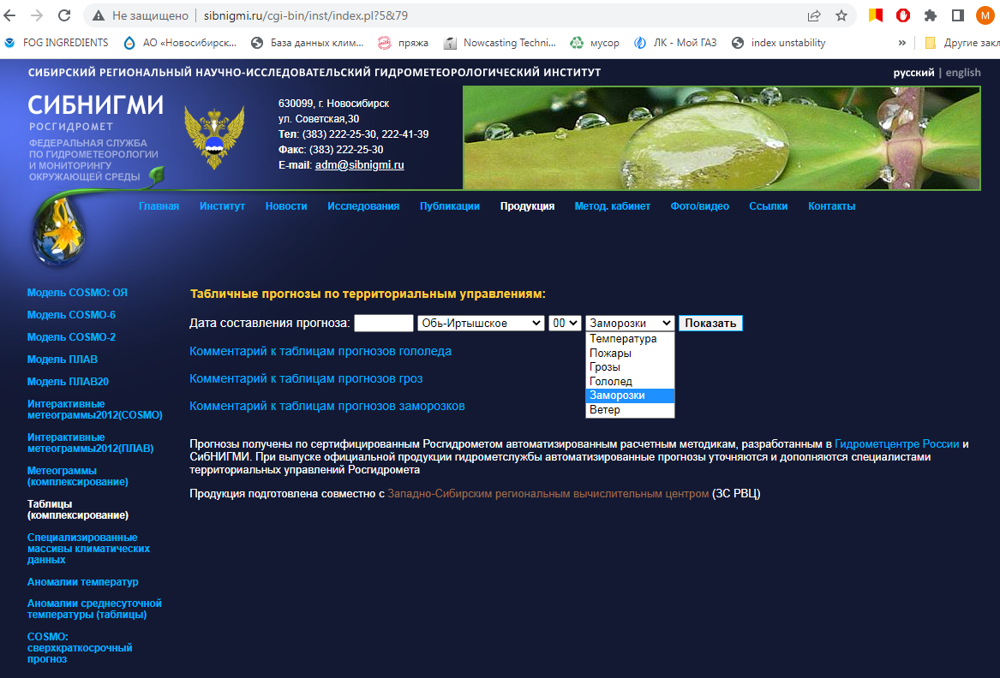 Не защищено
sibnigmi.ru/cgi-bin/inst/index.pl?5&79
M
FOG INGREDIENTS
АО «Новосибирс...
База данных клим...
пряжа
Nowcasting Techni...
мусор
ЛК - Мой ГАЗ
index unstability
»
Другие закл
СИБИРСКИЙ РЕГИОНАЛЬНЫЙ НАУЧНО-ИССЛЕДОВАТЕЛЬСКИЙ ГИДРОМЕТЕОРОЛОГИЧЕСКИЙ ИНСТИТУТ
русский | english
СИБНИГМИ
РОСГИДРОМЕТ
ФЕДЕРАЛЬНАЯ СЛУЖБА
ПО ГИДРОМЕТЕОРОЛОГИИ
И МОНИТОРИНГУ
ОКРУЖАЮЩЕЙ СРЕДЫ
630099, г. Новосибирск
ул. Советская,30
Тел: (383) 222-25-30, 222-41-39
Факс: (383) 222-25-30
E-mail: adm@sibnigmi.ru
Главная
Институт
Новости
Исследования
Публикации
Продукция
Метод. кабинет
Фото/видео
Ссылки
Контакты
Модель COSMO: ОЯ
Модель COSMO-6
Модель COSMO-2
Модель ПЛАВ
Модель ПЛАВ20
Интерактивные
метеограммы2012(COSMO)
Интерактивные
метеограммы2012(ПЛАВ)
Метеограммы
(комплексирование)
Таблицы
(комплексирование)
Специализированные
массивы климатических
данных
Аномалии температур
Аномалии среднесуточной
температуры (таблицы)
COSMO:
сверхкраткосрочный
прогноз
Табличные прогнозы по территориальным управлениям:
Дата составления прогноза:
Обь-Иртышское
00
Заморозки
Показать
Температура
Пожары
Грозы
Гололед
Заморозки
Ветер
Комментарий к таблицам прогнозов гололеда
Комментарий к таблицам прогнозов гроз
Комментарий к таблицам прогнозов заморозков
Прогнозы получены по сертифицированным Росгидрометом автоматизированным расчетным методикам, разработанным в Гидрометцентре России и
СибНИГМИ. При выпуске официальной продукции гидрометслужбы автоматизированные прогнозы уточняются и дополняются специалистами
территориальных управлений Росгидромета
Продукция подготовлена совместно с Западно-Сибирским региональным вычислительным центром (ЗС РВЦ)